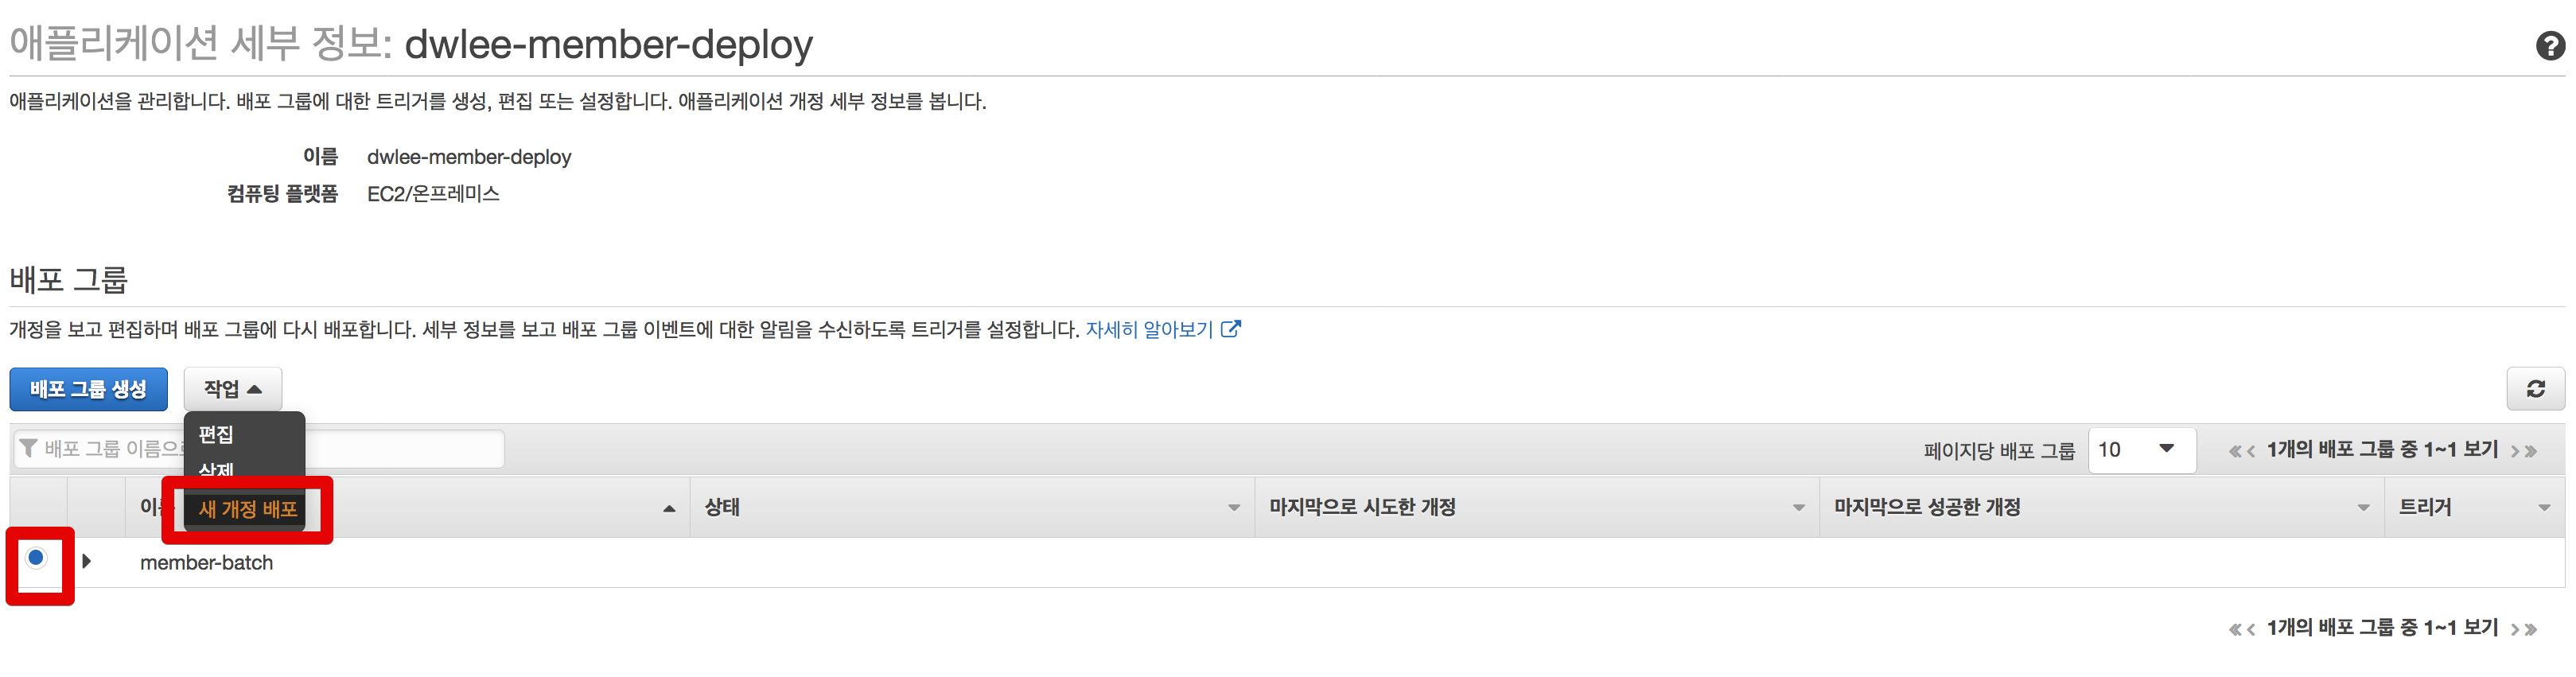 애플리케이션 세부 정보: dwlee-member-deploy
애플리케이션을 관리합니다. 배포 그룹에 대한 트리거를 생성, 편집 또는 설정합니다. 애플리케이션 개정 세부 정보를 봅니다.
이름 dwlee-member-deploy
컴퓨팅 플랫폼 EC2/온프레미스
배포 그룹
개정을 보고 편집하며 배포 그룹에 다시 배포합니다. 세부 정보를 보고 배포 그룹 이벤트에 대한 알림을 수신하도록 트리거를 설정합니다. 자세히 알아보기
배포 그룹 생성 작업
편집
배포 그룹 이름으 페이지당 배포 그룹 10 1개의 배포 그룹 중 1~1 보기
삭제
새 개정 배포
이름 상태 마지막으로 시도한 개정 마지막으로 성공한 개정 트리거
member-batch
1개의 배포 그룹 중 1~1 보기